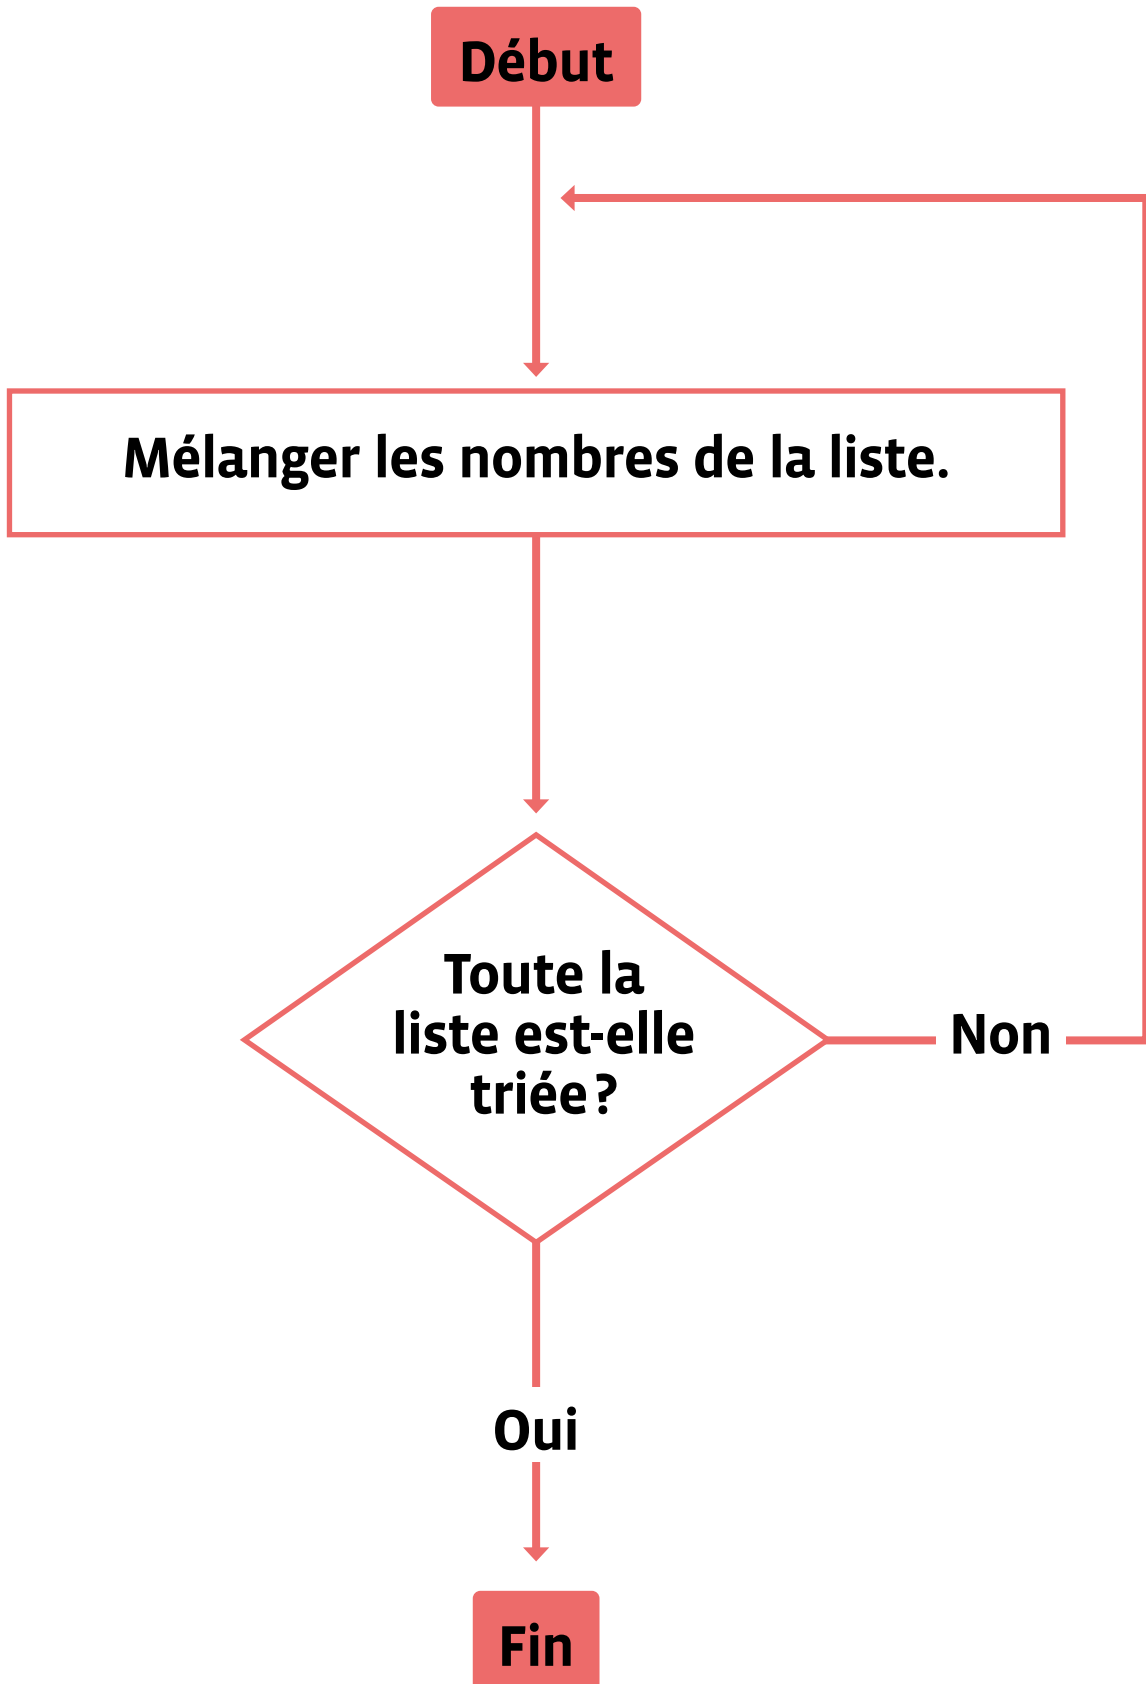 Début
Mélanger les nombres de la liste.
Toute la
liste est-elle
triée ?
Non
Oui
Fin